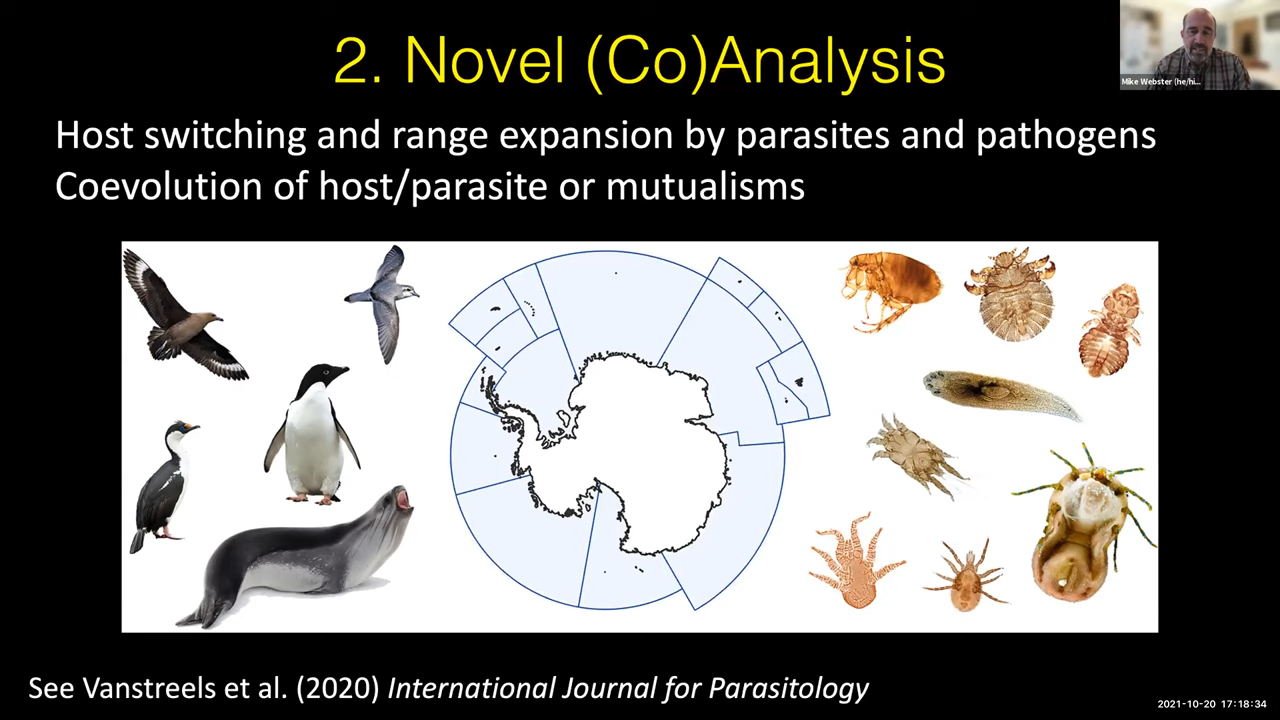 2. Novel (Co)Analysis
Mike Webster (he/hi...
Host switching and range expansion by parasites and pathogens
Coevolution of host/parasite or mutualisms
See Vanstreels et al. (2020) International Journal for Parasitology
2021-10-20 17:18:34